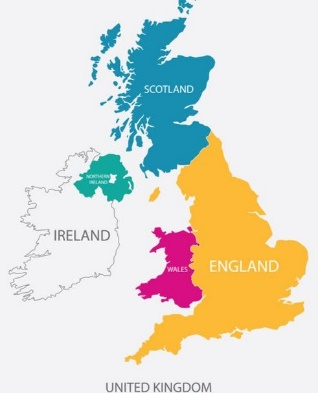 SCOTLAND
NORTHERN
IRELAND
IRELAND
WALES
ENGLAND
UNITED KINGDOM